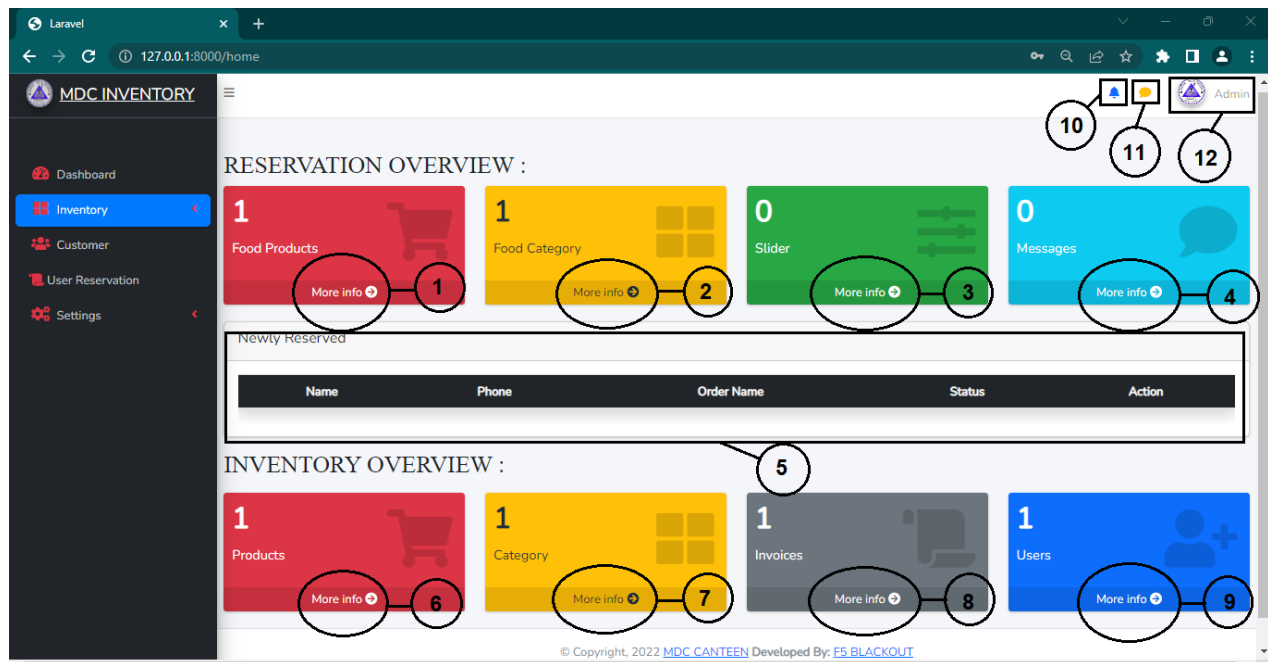 Laravel
127.0.0.1:8000/home
MDC INVENTORY
Admin
10
11
12
Dashboard
Inventory
Customer
User Reservation
Settings
RESERVATION OVERVIEW :
1 1 0 0
Food Products Food Category Slider Messages
More info 1 More info 2 More info 3 More info 4
Newly Reserved
Name Phone Order Name Status Action
5
INVENTORY OVERVIEW :
1 1 1 1
Products Category Invoices Users
More info 6 More info 7 More info 8 More info 9
© Copyright, 2022 MDC CANTEEN Developed By: F5 BLACKOUT